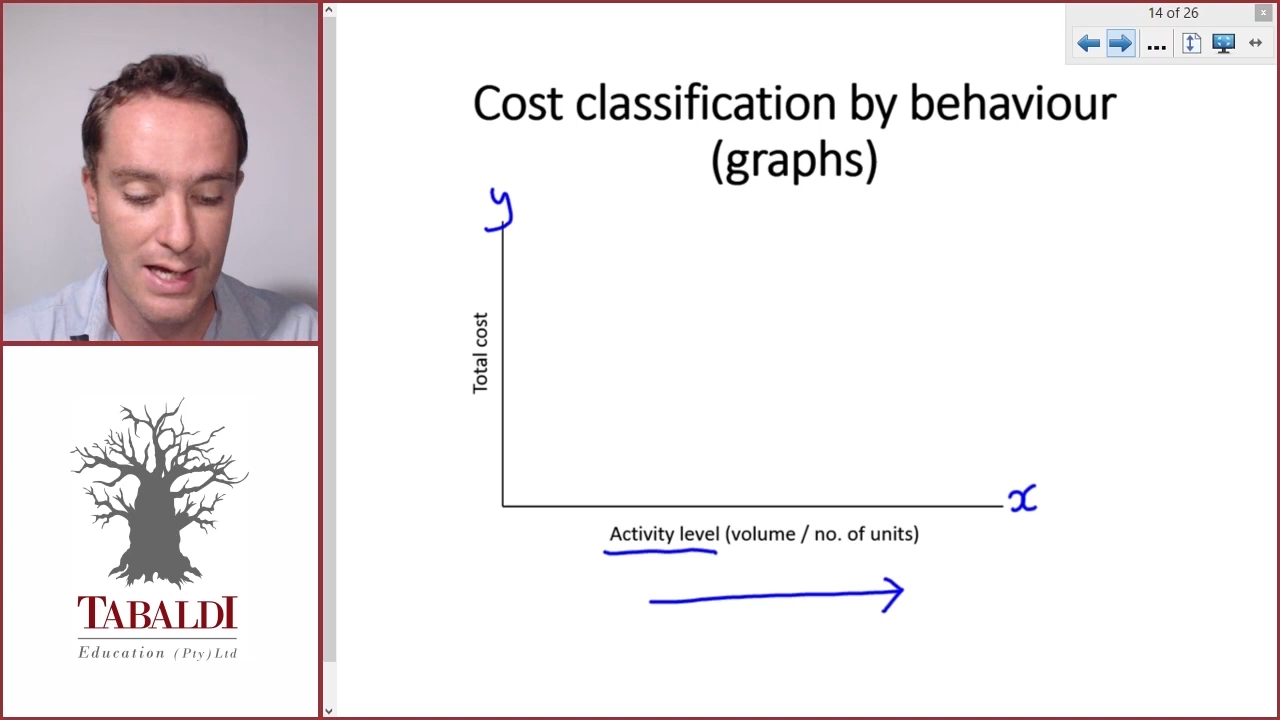 14 of 26
Cost classification by behaviour
(graphs)
y
Total cost
x
Activity level (volume / no. of units)
TABALDI
Education (Pty) Ltd